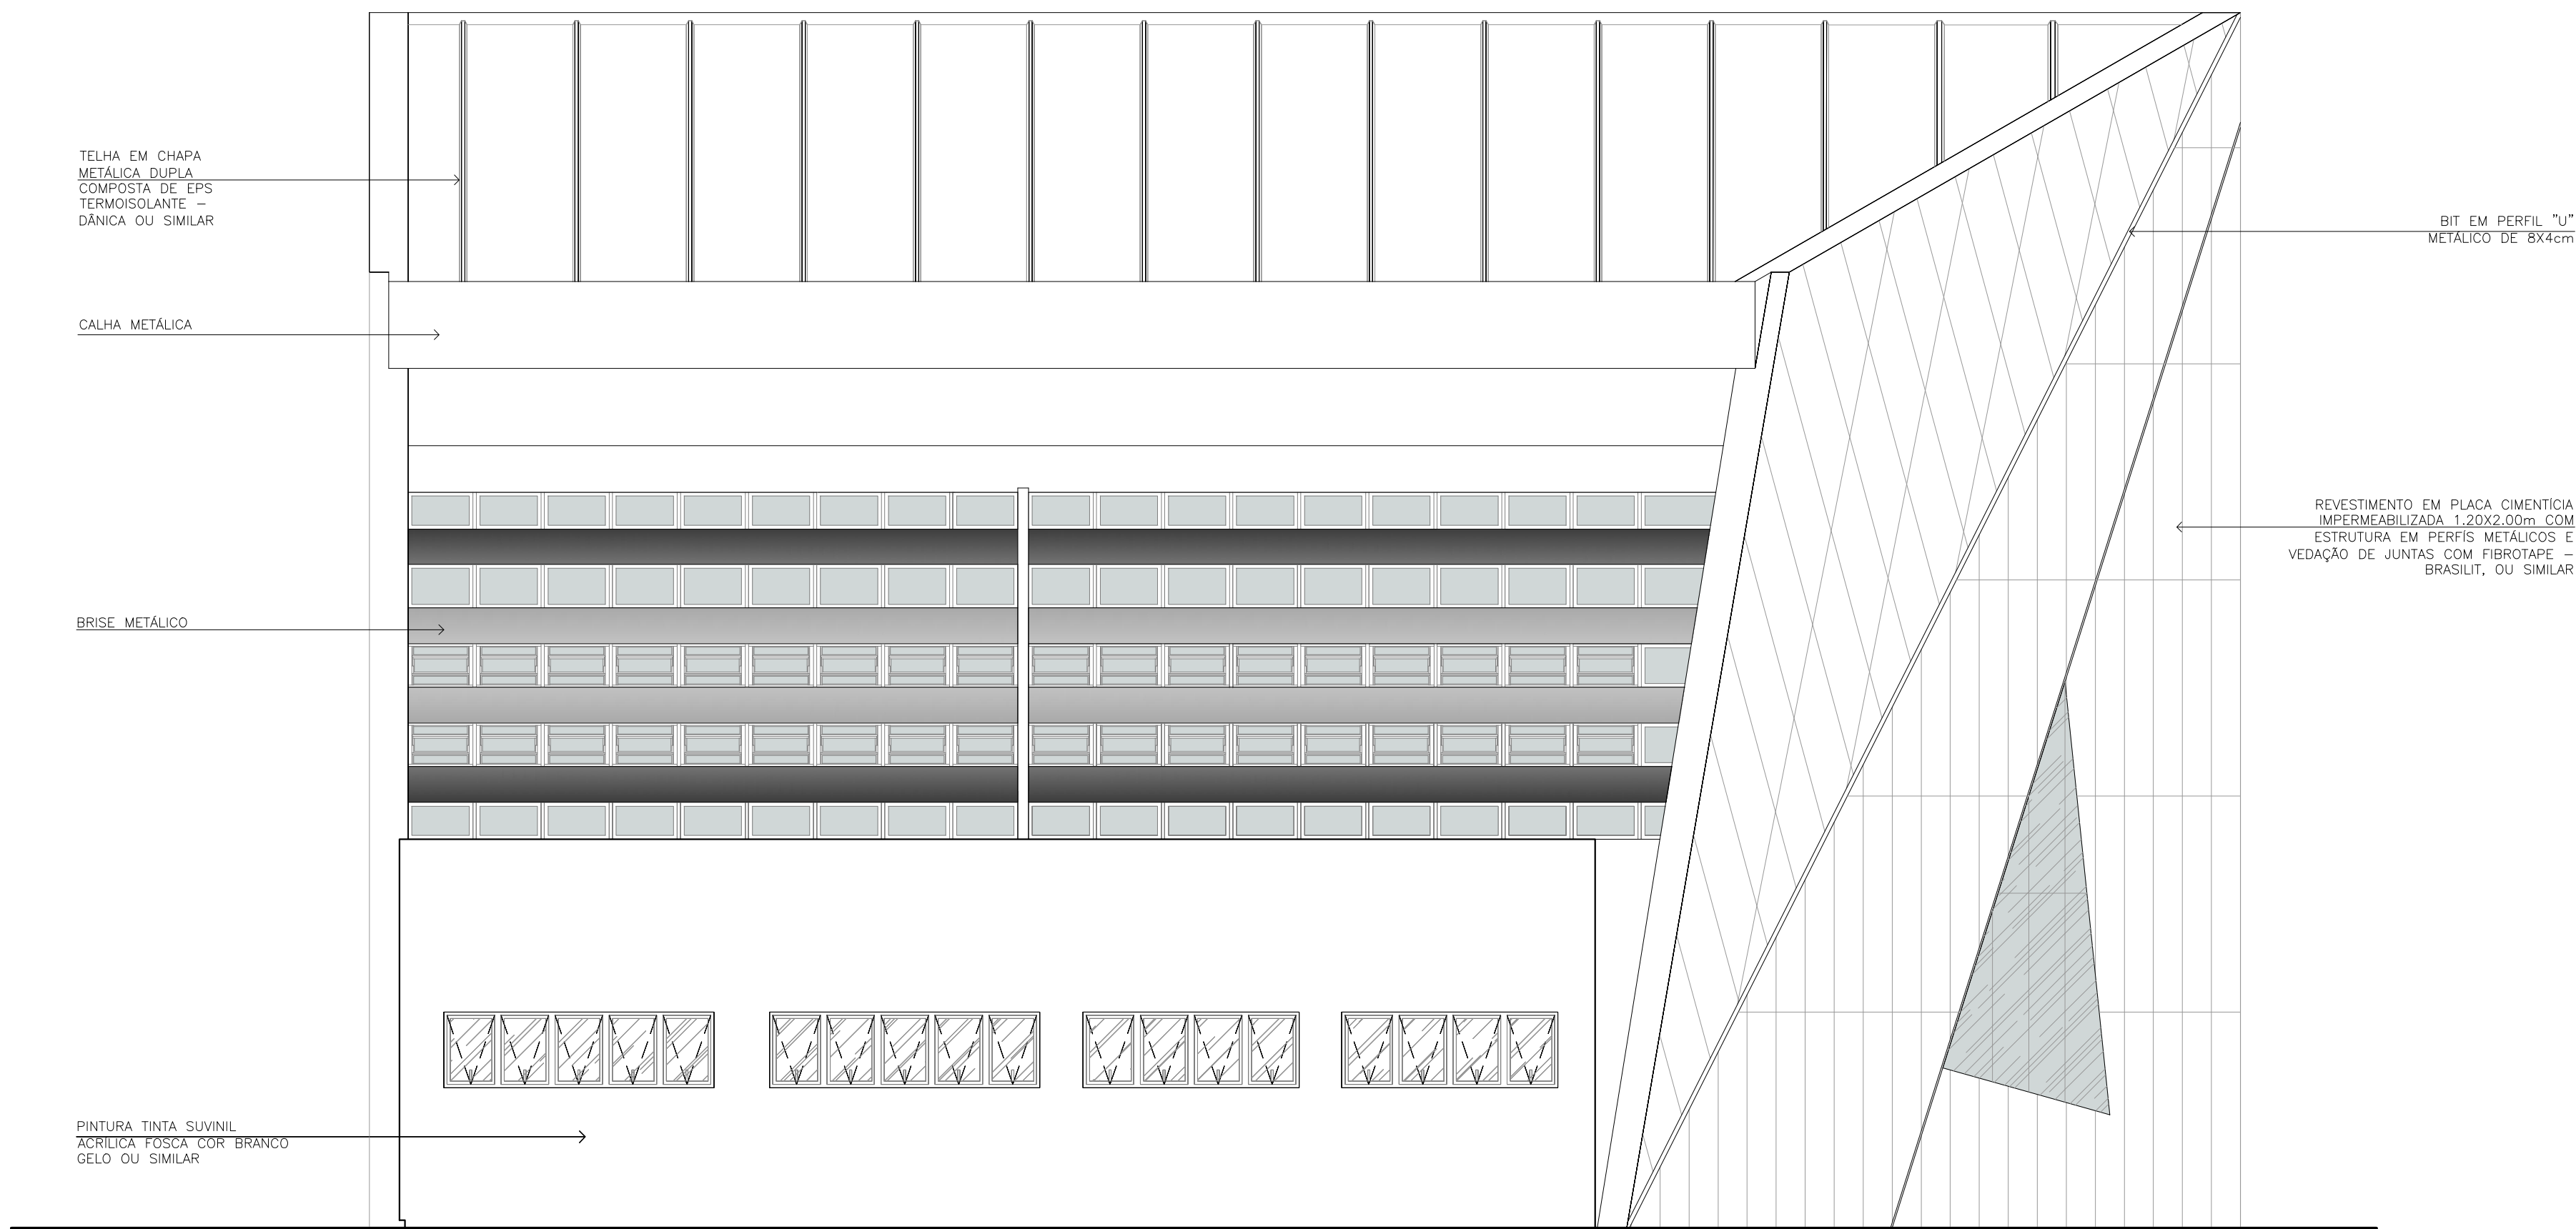 TELHA EM CHAPA
METÁLICA DUPLA
COMPOSTA DE EPS
TERMOISOLANTE –
DÂNICA OU SIMILAR
CALHA METÁLICA
BRISE METÁLICO
PINTURA TINTA SUVINIL
ACRÍLICA FOSCA COR BRANCO
GELO OU SIMILAR
BIT EM PERFIL "U"
METÁLICO DE 8X4cm
REVESTIMENTO EM PLACA CIMENTÍCIA
IMPERMEABILIZADA 1.20X2.00m COM
ESTRUTURA EM PERFÍS METÁLICOS E
VEDAÇÃO DE JUNTAS COM FIBROTAPE –
BRASILIT, OU SIMILAR